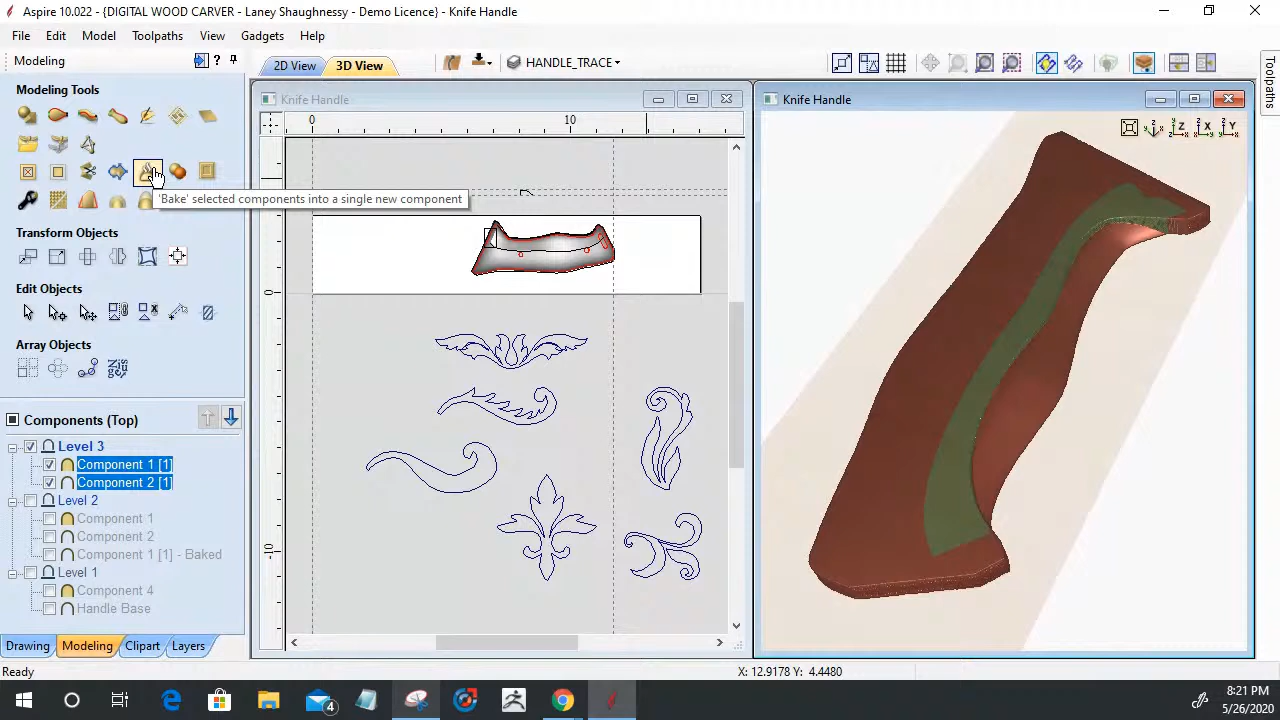 Aspire 10.022 - {DIGITAL WOOD CARVER - Laney Shaughnessy - Demo Licence} - Knife Handle
File Edit Model Toolpaths View Gadgets Help
Modeling
2D View 3D View HANDLE_TRACE
Toolpaths
Modeling Tools
Knife Handle
Knife Handle
0 10
Z X Y
'Bake' selected components into a single new component
Transform Objects
0
Edit Objects
Array Objects
Components (Top)
Level 3
Component 1 [1]
Component 2 [1]
Level 2
Component 1
Component 2
Component 1 [1] - Baked
Level 1
Component 4
Handle Base
Drawing Modeling Clipart Layers
Ready
X: 12.9178 Y: 4.4480
4
8:21 PM
5/26/2020